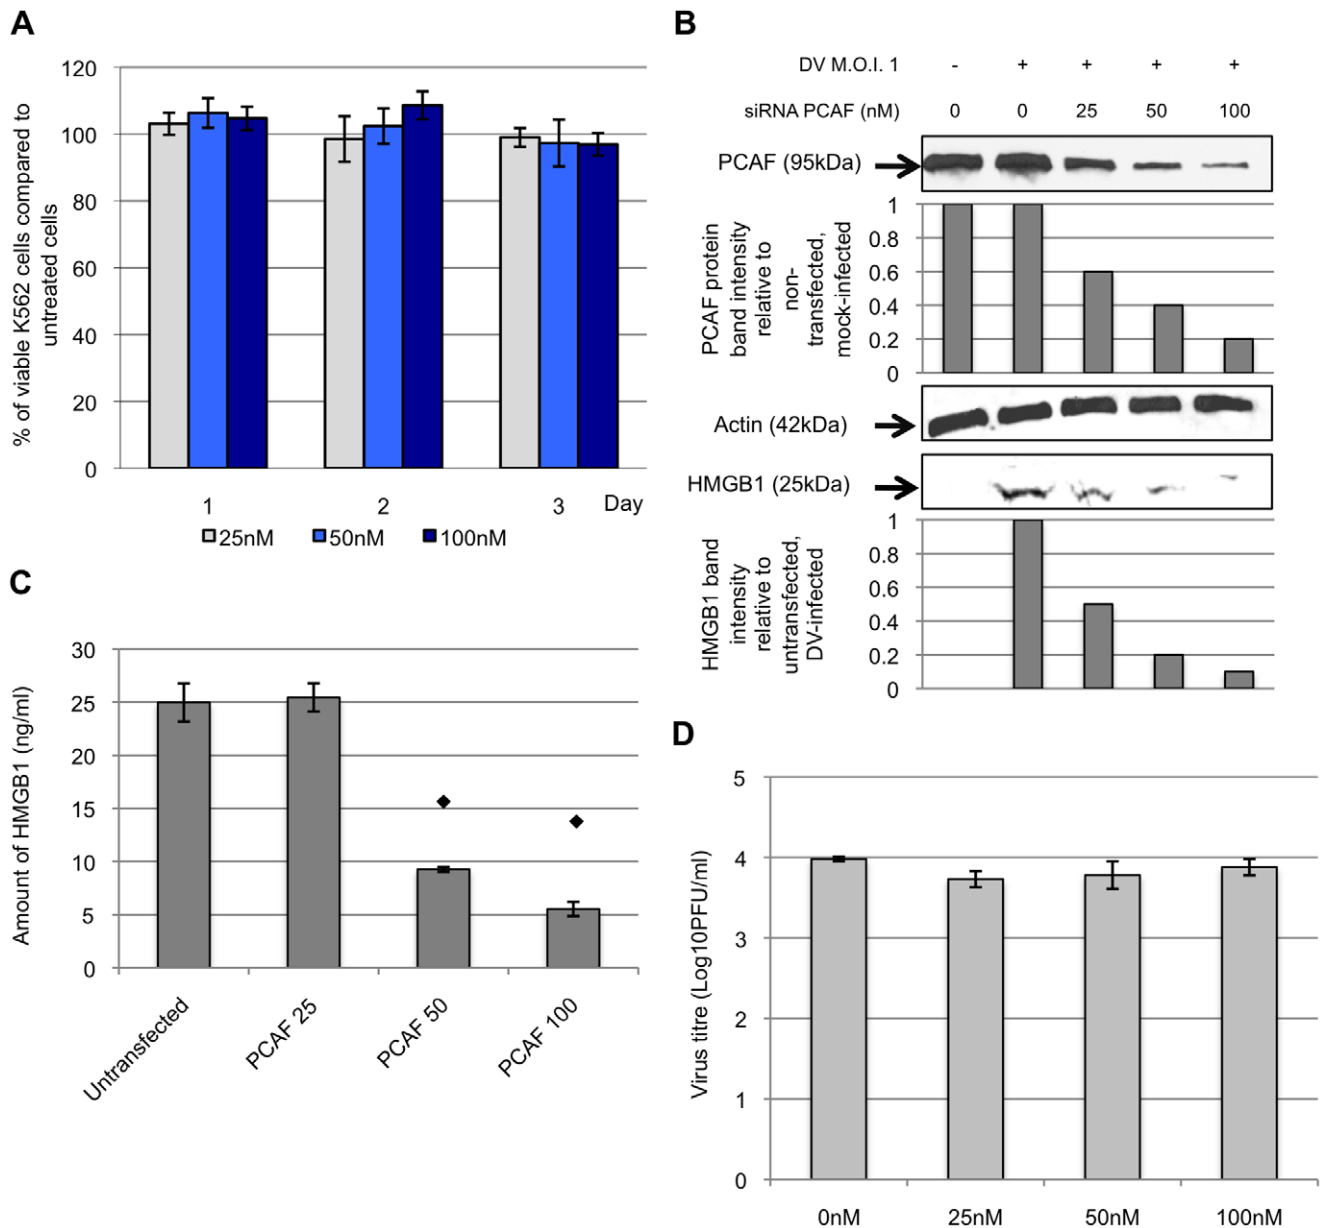 A
120
100
80
60
40
20
0
% of viable K562 cells compared to
untreated cells
1
2
3
Day
25nM
50nM
100nM
B
DV M.O.I. 1
-
+
+
+
+
siRNA PCAF (nM)
0
0
25
50
100
PCAF (95kDa)
PCAF protein
band intensity
relative to
non-
transfected,
mock-infected
1
0.8
0.6
0.4
0.2
0
Actin (42kDa)
HMGB1 (25kDa)
HMGB1 band
intensity
relative to
untransfected,
DV-infected
1
0.8
0.6
0.4
0.2
0
C
30
25
20
15
10
5
0
Amount of HMGB1 (ng/ml)
Untransfected
PCAF 25
PCAF 50
PCAF 100
D
5
4
3
2
1
0
Virus titre (Log10PFU/ml)
0nM
25nM
50nM
100nM